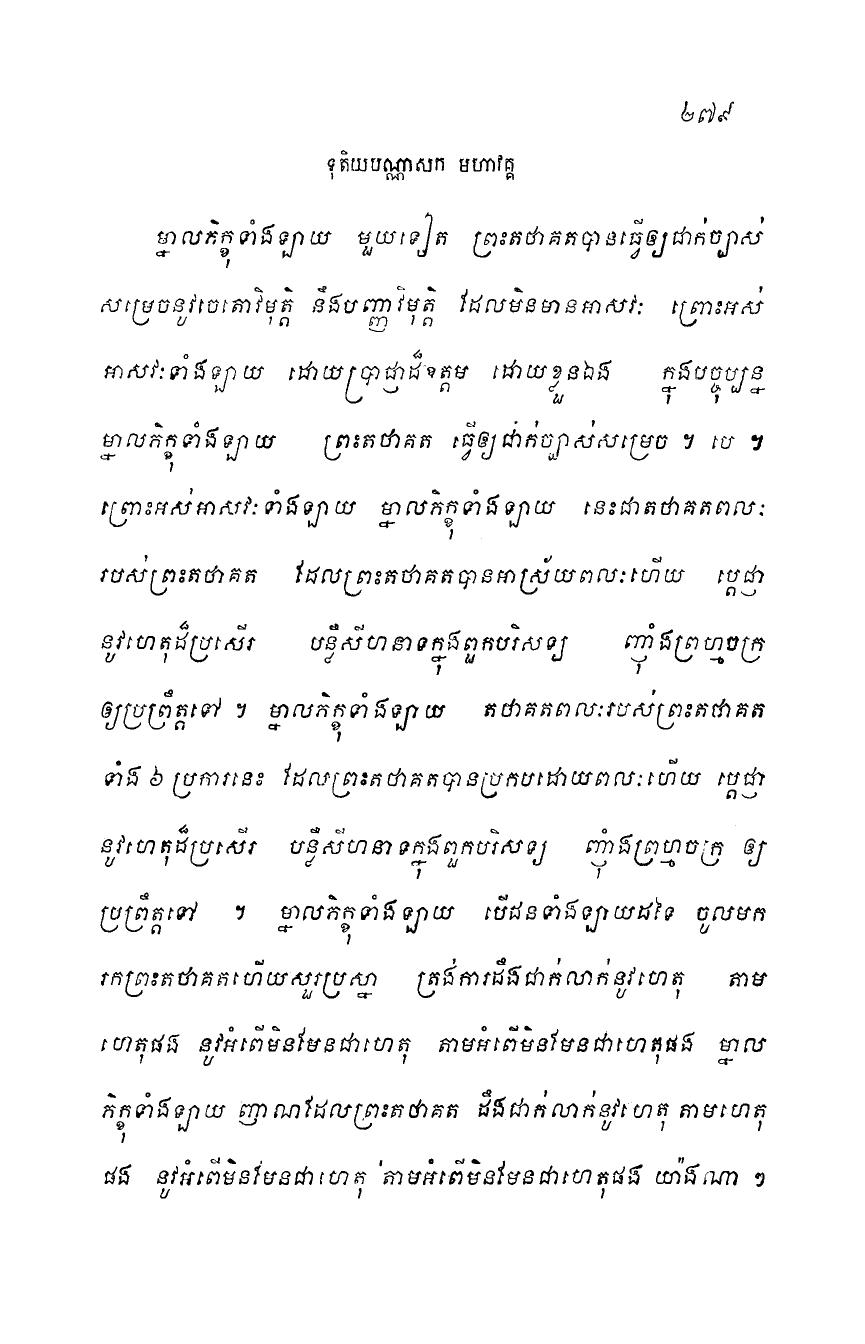 ២៧៩
ទុតិយបណ្ណាសក មហាវគ្គ
ម្នាលភិក្ខុទាំងឡាយ មួយទៀត ព្រះតថាគតបានធ្វើឲ្យជាក់ច្បាស់
សម្រេចនូវចេតោវិមុត្តិ នឹងបញ្ញាវិមុត្តិ ដែលមិនមានអាសវៈ ព្រោះអស់
អាសវៈទាំងឡាយ ដោយប្រាជ្ញាដ៏ឧត្តម ដោយខ្លួនឯង ក្នុងបច្ចុប្បន្ន
ម្នាលភិក្ខុទាំងឡាយ ព្រះតថាគត ធ្វើឲ្យជាក់ច្បាស់សម្រេច ។ បេ ៕
ព្រោះអស់អាសវៈទាំងឡាយ ម្នាលភិក្ខុទាំងឡាយ នេះជាតថាគតពលៈ
របស់ព្រះតថាគត ដែលព្រះតថាគតបានអាស្រ័យពលៈហើយ ប្តេជ្ញា
នូវហេតុដ៏ប្រសើរ បន្លឺសីហនាទក្នុងពួកបរិសទ្យ ញ៉ាំងព្រហ្មចក្រ
ឲ្យប្រព្រឹត្តទៅ ។ ម្នាលភិក្ខុទាំងឡាយ តថាគតពលៈរបស់ព្រះតថាគត
ទាំង ៦ ប្រការនេះ ដែលព្រះតថាគតបានប្រកបដោយពលៈហើយ ប្តេជ្ញា
នូវហេតុដ៏ប្រសើរ បន្លឺសីហនាទក្នុងពួកបរិសទ្យ ញ៉ាំងព្រហ្មចក្រ ឲ្យ
ប្រព្រឹត្តទៅ ។ ម្នាលភិក្ខុទាំងឡាយ បើជនទាំងឡាយដទៃ ចូលមក
រកព្រះតថាគតហើយសួរប្រស្នា ត្រង់ការដឹងជាក់លាក់នូវហេតុ តាម
ហេតុផង នូវអំពើមិនមែនជាហេតុ តាមអំពើមិនមែនជាហេតុផង ម្នាល
ភិក្ខុទាំងឡាយ ញាណដែលព្រះតថាគត ដឹងជាក់លាក់នូវហេតុ តាមហេតុ
ផង នូវអំពើមិនមែនជាហេតុ តាមអំពើមិនមែនជាហេតុផង យ៉ាងណា ៗ